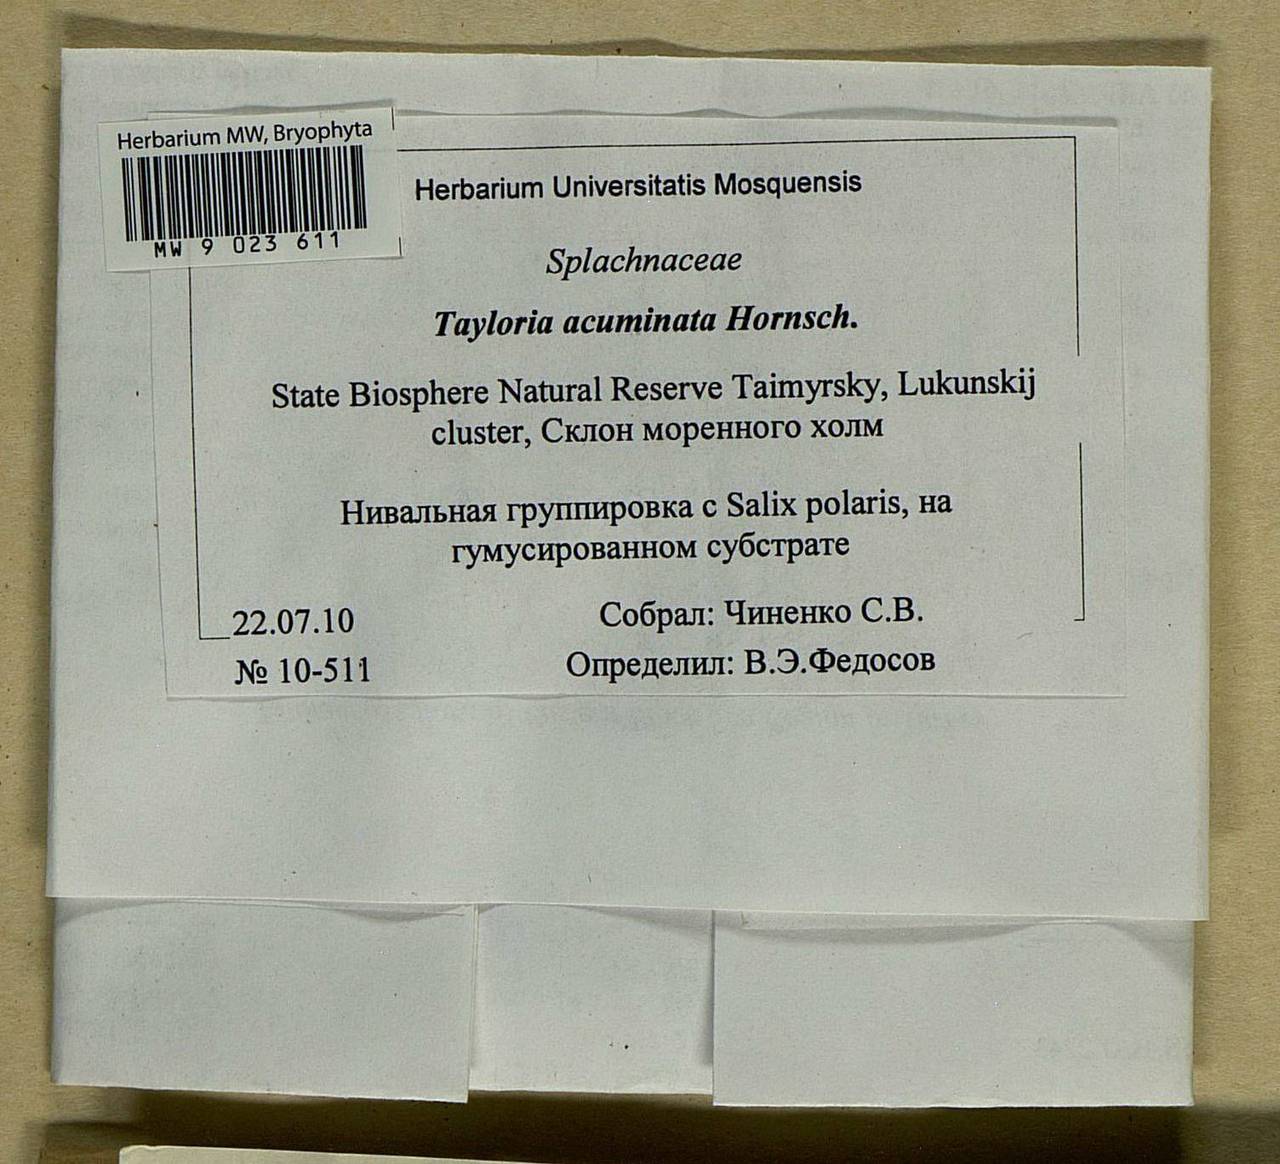 Herbarium MW, Bryophyta
MW 9 023 611
Herbarium Universitatis Mosquensis
Splachnaceae
Tayloria acuminata Hornsch.
State Biosphere Natural Reserve Taimyrsky, Lukunskij
cluster, Склон моренного холм
Нивальная группировка с Salix polaris, на
гумусированном субстрате
22.07.10
Собрал: Чиненко С.В.
№ 10-511
Определил: В.Э.Федосов